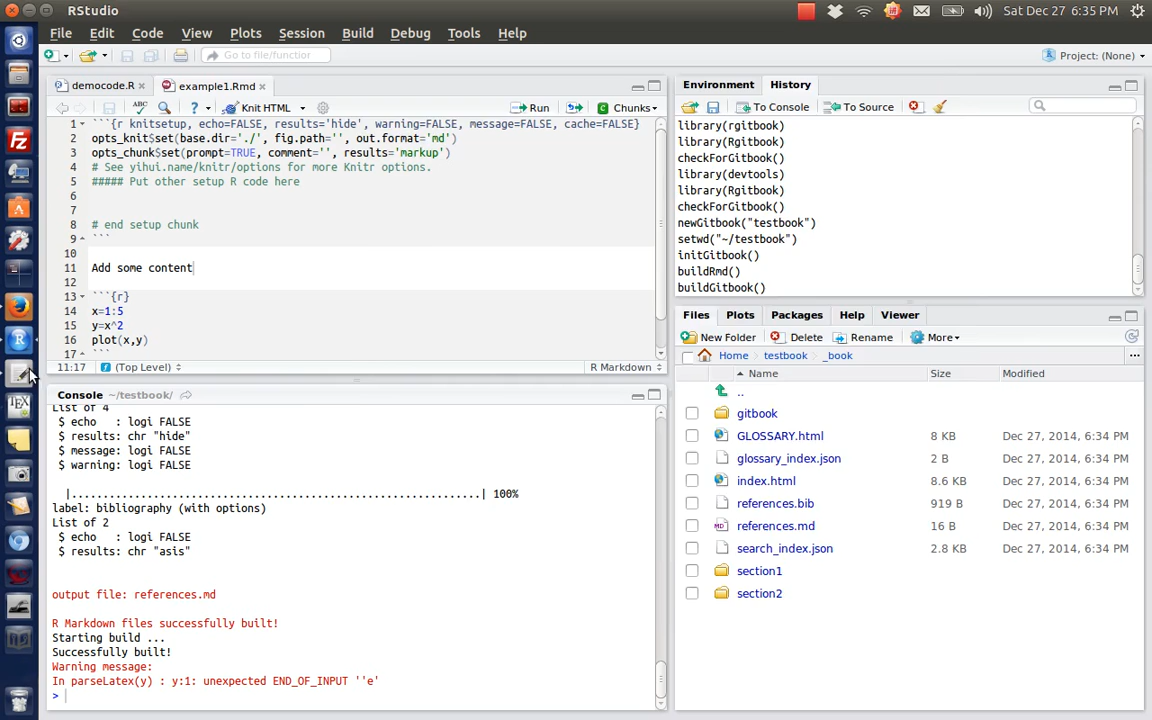 RStudio
Sat Dec 27 6:35 PM
File Edit Code View Plots Session Build Debug Tools Help
Go to file/function
Project: (None)
democode.R example1.Rmd
ABC ? Knit HTML Run Chunks
1 ```{r knitsetup, echo=FALSE, results='hide', warning=FALSE, message=FALSE, cache=FALSE}
2 opts_knit$set(base.dir='./', fig.path='', out.format='md')
3 opts_chunk$set(prompt=TRUE, comment='', results='markup')
4 # See yihui.name/knitr/options for more Knitr options.
5 ##### Put other setup R code here
6
7
8 # end setup chunk
9 ```
10
11 Add some content
12
13 ```{r}
14 x=1:5
15 y=x^2
16 plot(x,y)
17 ```
11:17 (Top Level) R Markdown
Console ~/testbook/
List of 4
$ echo : logi FALSE
$ results: chr "hide"
$ message: logi FALSE
$ warning: logi FALSE
|.................................................................| 100%
label: bibliography (with options)
List of 2
$ echo : logi FALSE
$ results: chr "asis"
output file: references.md
R Markdown files successfully built!
Starting build ...
Successfully built!
Warning message:
In parseLatex(y) : y:1: unexpected END_OF_INPUT ''e'
>
Environment History
To Console To Source
library(rgitbook)
library(Rgitbook)
checkForGitbook()
library(devtools)
library(Rgitbook)
checkForGitbook()
newGitbook("testbook")
setwd("~/testbook")
initGitbook()
buildRmd()
buildGitbook()
Files Plots Packages Help Viewer
New Folder Delete Rename More
Home testbook _book ...
Name Size Modified
..
gitbook
GLOSSARY.html 8 KB Dec 27, 2014, 6:34 PM
glossary_index.json 2 B Dec 27, 2014, 6:34 PM
index.html 8.6 KB Dec 27, 2014, 6:34 PM
references.bib 919 B Dec 27, 2014, 6:34 PM
references.md 16 B Dec 27, 2014, 6:34 PM
search_index.json 2.8 KB Dec 27, 2014, 6:34 PM
section1
section2